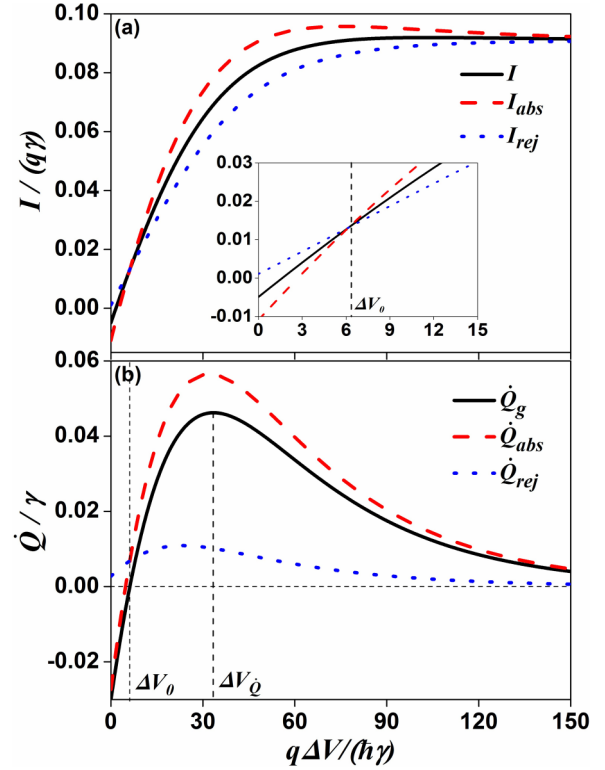 (a)
0.10
0.08
0.06
0.04
0.02
0.00
I / (qγ)
I
I_abs
I_rej
0.03
0.02
0.01
0.00
-0.01
0 3 6 9 12 15
ΔV_0
(b)
0.06
0.04
0.02
0.00
-0.02
Q̇ / γ
Q̇_g
Q̇_abs
Q̇_rej
ΔV_0
ΔV_Q̇
0 30 60 90 120 150
qΔV/(ħγ)